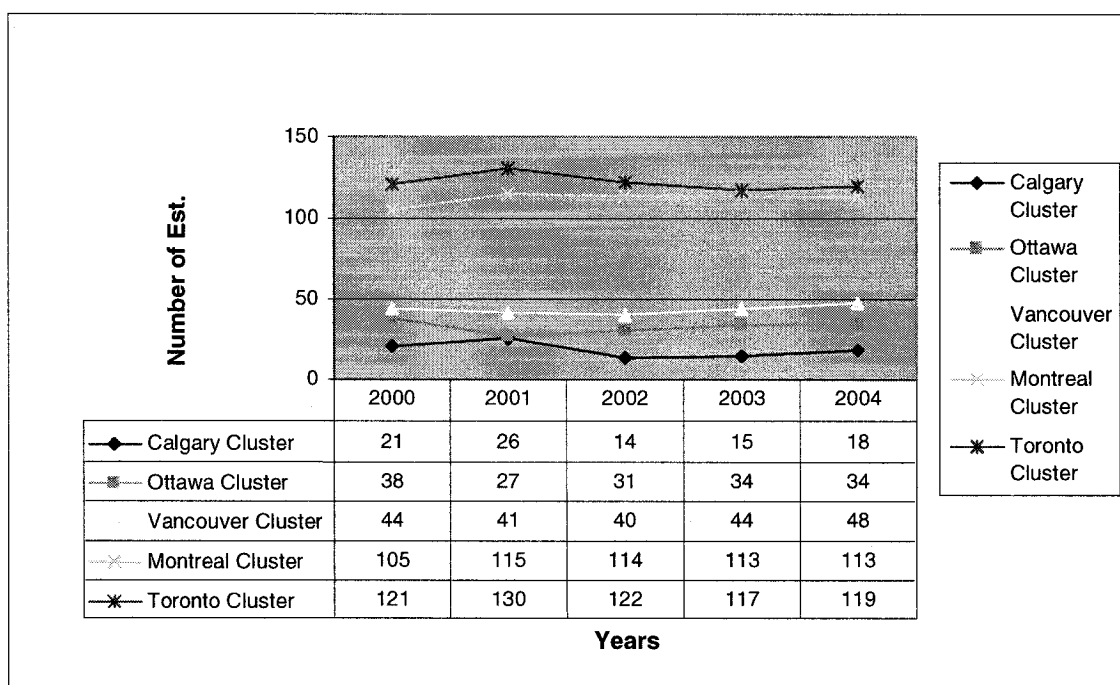 150
100
50
0
Number of Est.
2000 2001 2002 2003 2004
Calgary Cluster 21 26 14 15 18
Ottawa Cluster 38 27 31 34 34
Vancouver Cluster 44 41 40 44 48
Montreal Cluster 105 115 114 113 113
Toronto Cluster 121 130 122 117 119
Years
Calgary
Cluster
Ottawa
Cluster
Vancouver
Cluster
Montreal
Cluster
Toronto
Cluster